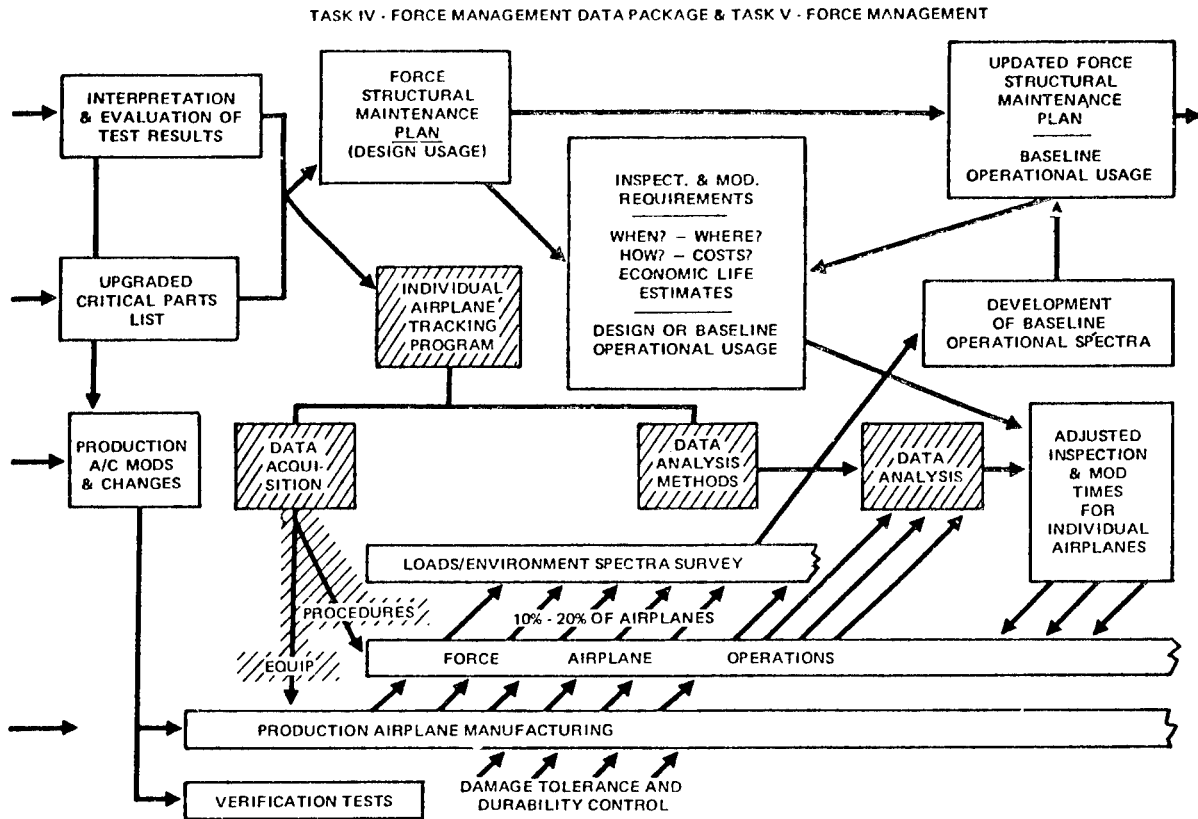 TASK IV - FORCE MANAGEMENT DATA PACKAGE & TASK V - FORCE MANAGEMENT
INTERPRETATION
& EVALUATION OF
TEST RESULTS
FORCE
STRUCTURAL
MAINTENANCE
PLAN
(DESIGN USAGE)
UPDATED FORCE
STRUCTURAL
MAINTENANCE
PLAN
BASELINE
OPERATIONAL USAGE
INSPECT. & MOD.
REQUIREMENTS
WHEN? - WHERE?
HOW? - COSTS?
ECONOMIC LIFE
ESTIMATES
DESIGN OR BASELINE
OPERATIONAL USAGE
UPGRADED
CRITICAL PARTS
LIST
INDIVIDUAL
AIRPLANE
TRACKING
PROGRAM
DEVELOPMENT
OF BASELINE
OPERATIONAL SPECTRA
PRODUCTION
A/C MODS
& CHANGES
DATA
ACQUI-
SITION
DATA
ANALYSIS
METHODS
DATA
ANALYSIS
ADJUSTED
INSPECTION
& MOD
TIMES
FOR
INDIVIDUAL
AIRPLANES
LOADS/ENVIRONMENT SPECTRA SURVEY
PROCEDURES
10% - 20% OF AIRPLANES
EQUIP
FORCE AIRPLANE OPERATIONS
PRODUCTION AIRPLANE MANUFACTURING
VERIFICATION TESTS
DAMAGE TOLERANCE AND
DURABILITY CONTROL